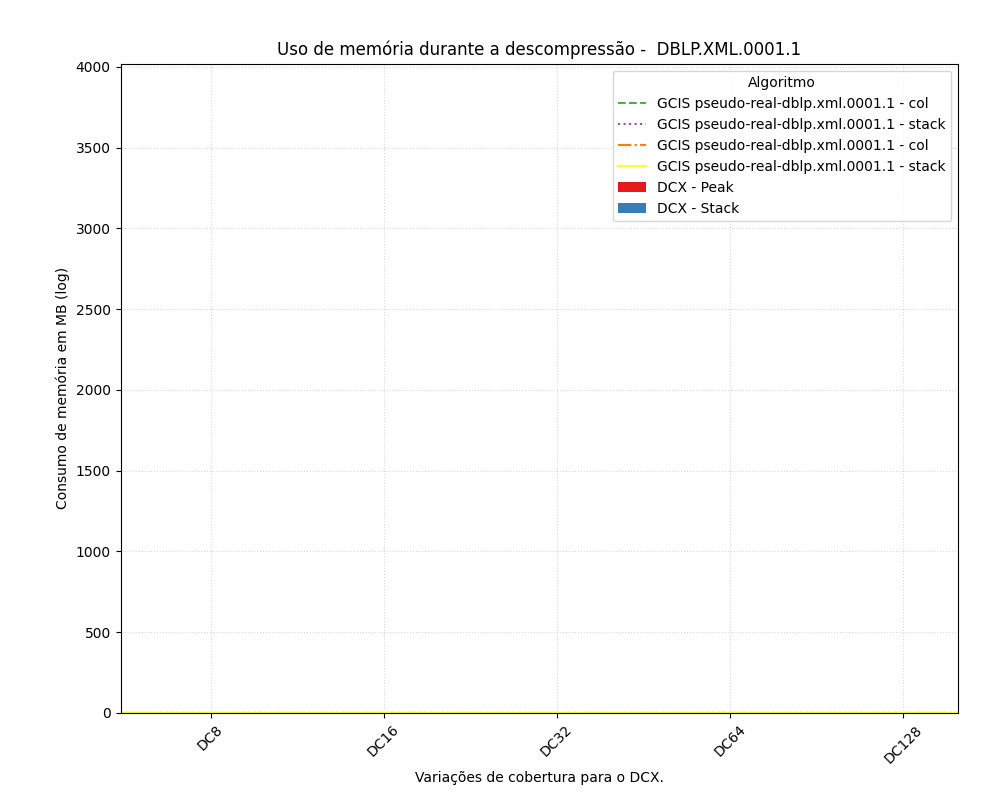 Uso de memória durante a descompressão -  DBLP.XML.0001.1
Algoritmo
GCIS pseudo-real-dblp.xml.0001.1 - col
GCIS pseudo-real-dblp.xml.0001.1 - stack
GCIS pseudo-real-dblp.xml.0001.1 - col
GCIS pseudo-real-dblp.xml.0001.1 - stack
DCX - Peak
DCX - Stack
Consumo de memória em MB (log)
4000
3500
3000
2500
2000
1500
1000
500
0
DC8
DC16
DC32
DC64
DC128
Variações de cobertura para o DCX.